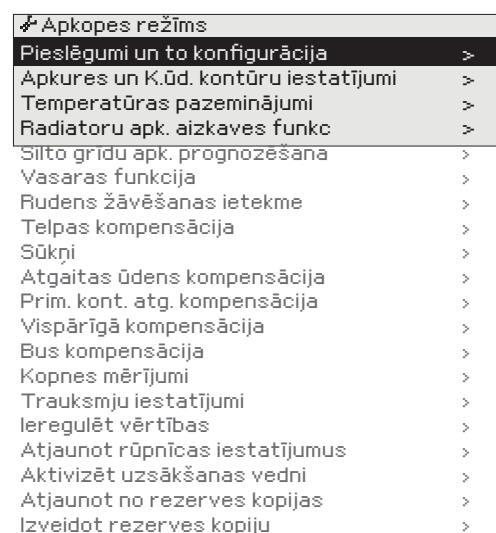 Apkopes režīms
Pieslēgumi un to konfigurācija >
Apkures un K.ūd. kontūru iestatījumi >
Temperatūras pazeminājumi >
Radiatoru apk. aizkaves funkc >
Silto grīdu apk. prognozēšana >
Vasaras funkcija >
Rudens žāvēšanas ietekme >
Telpas kompensācija >
Sūkņi >
Atgaitas ūdens kompensācija >
Prim. kont. atg. kompensācija >
Vispārīgā kompensācija >
Bus kompensācija >
Kopnes mērījumi >
Trauksmju iestatījumi >
Ieregulēt vērtības >
Atjaunot rūpnīcas iestatījumus >
Aktivizēt uzsākšanas vedni >
Atjaunot no rezerves kopijas >
Izveidot rezerves kopiju >